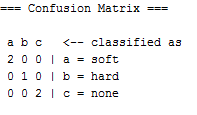 === Confusion Matrix ===
a b c <-- classified as
2 0 0 | a = soft
0 1 0 | b = hard
0 0 2 | c = none